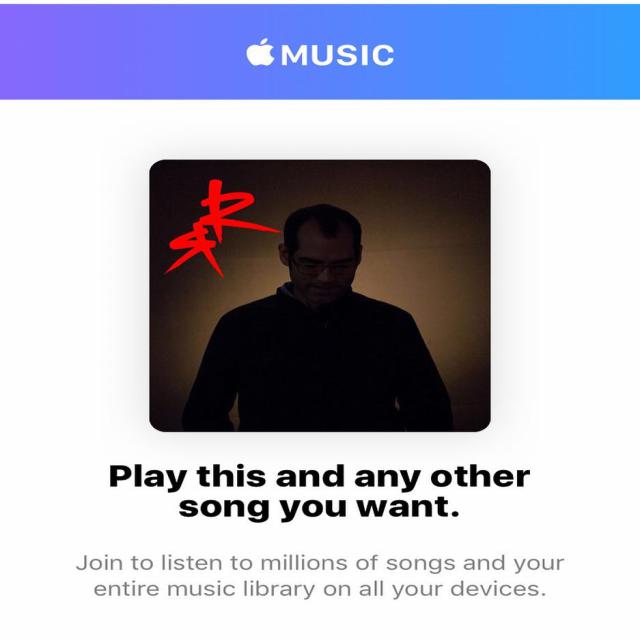 MUSIC
Play this and any other
song you want.
Join to listen to millions of songs and your
entire music library on all your devices.